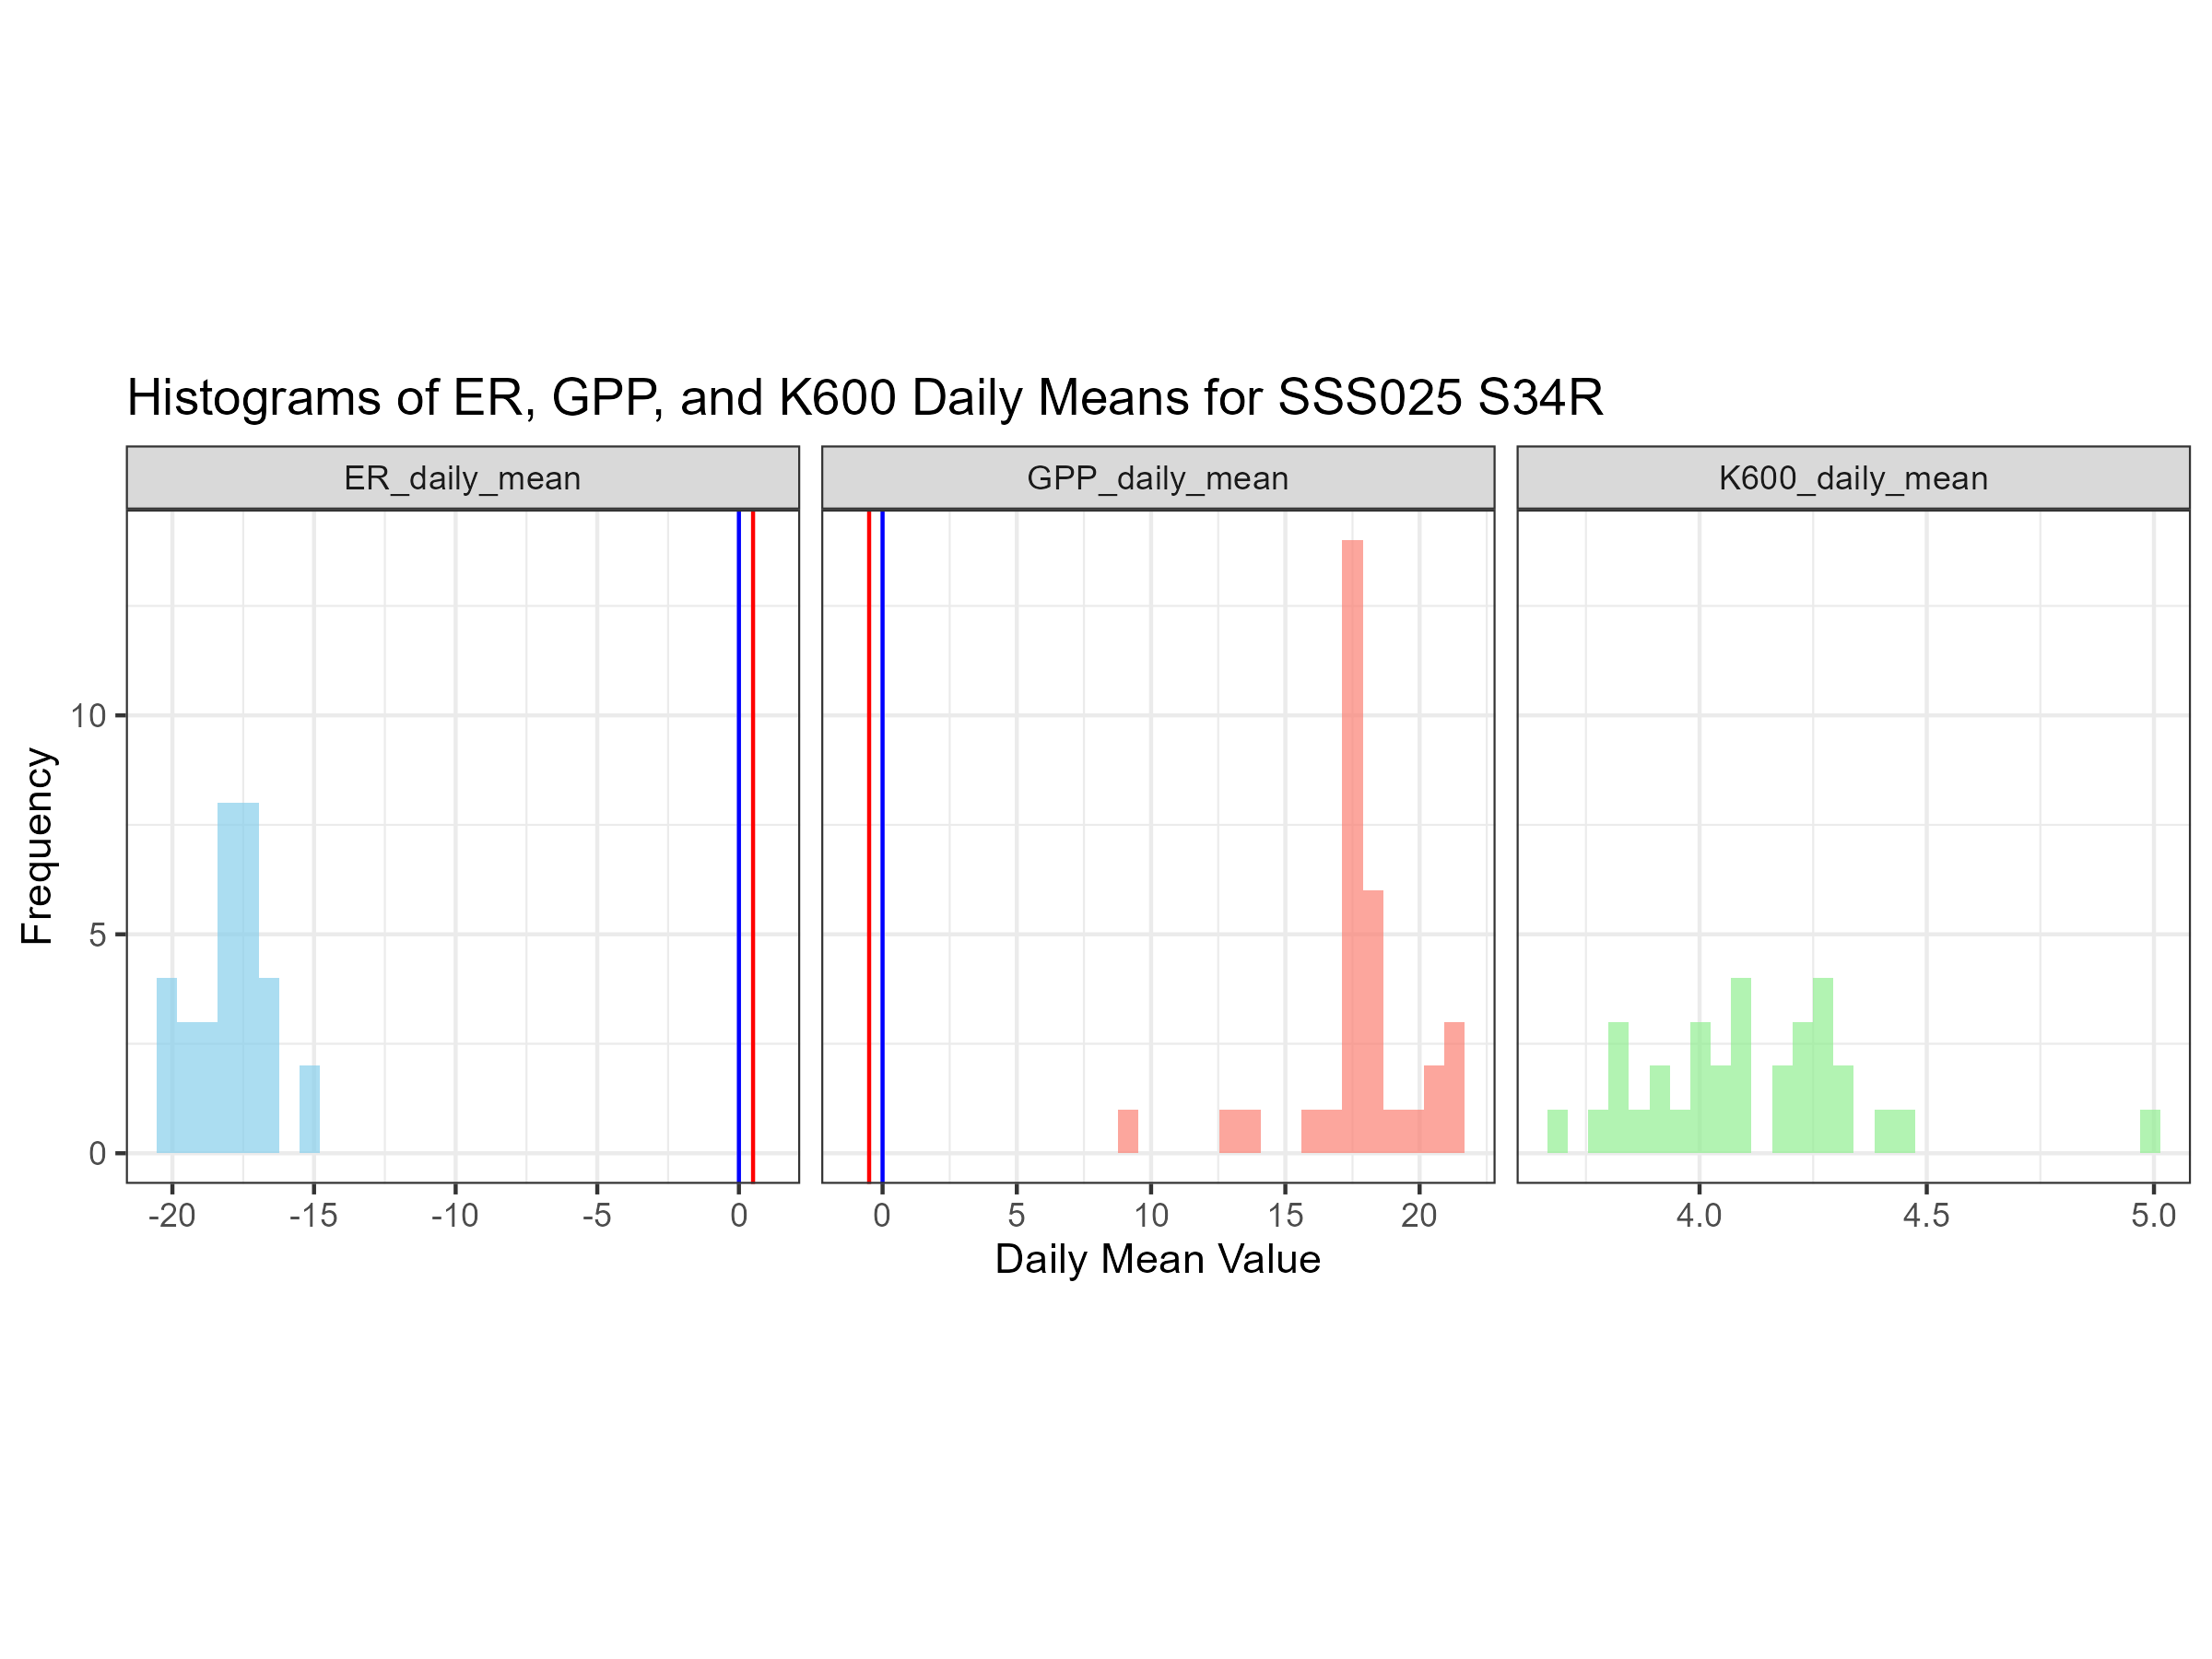 Histograms of ER, GPP, and K600 Daily Means for SSS025 S34R
ER_daily_mean
GPP_daily_mean
K600_daily_mean
Frequency
10
5
0
-20 -15 -10 -5 0
0 5 10 15 20
4.0 4.5 5.0
Daily Mean Value